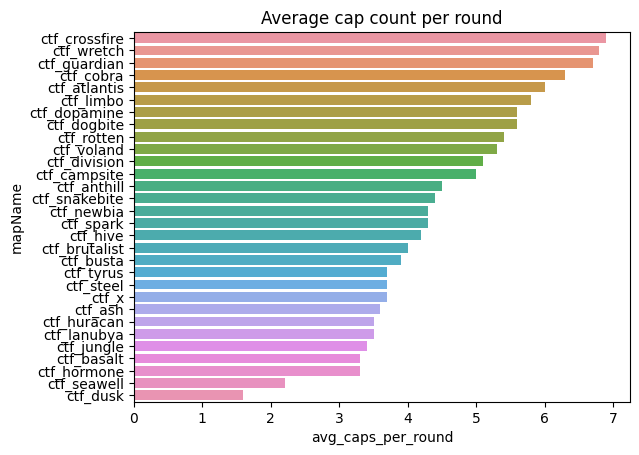 Average cap count per round
mapName
ctf_crossfire
ctf_wretch
ctf_guardian
ctf_cobra
ctf_atlantis
ctf_limbo
ctf_dopamine
ctf_dogbite
ctf_rotten
ctf_voland
ctf_division
ctf_campsite
ctf_anthill
ctf_snakebite
ctf_newbia
ctf_spark
ctf_hive
ctf_brutalist
ctf_busta
ctf_tyrus
ctf_steel
ctf_x
ctf_ash
ctf_huracan
ctf_lanubya
ctf_jungle
ctf_basalt
ctf_hormone
ctf_seawell
ctf_dusk
0 1 2 3 4 5 6 7
avg_caps_per_round